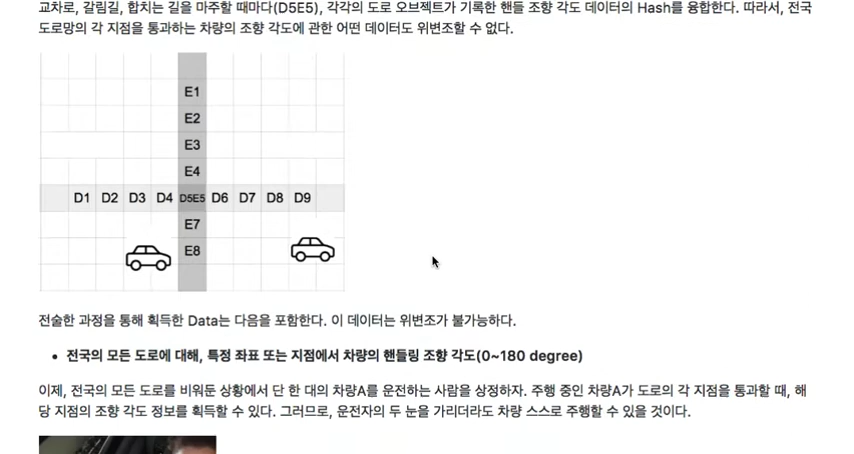 교차로, 갈림길, 합치는 길을 마주할 때마다(D5E5), 각각의 도로 오브젝트가 기록한 핸들 조향 각도 데이터의 Hash를 융합한다. 따라서, 전국
도로망의 각 지점을 통과하는 차량의 조향 각도에 관한 어떤 데이터도 위변조할 수 없다.
E1
E2
E3
E4
D1 D2 D3 D4 D5E5 D6 D7 D8 D9
E7
E8
전술한 과정을 통해 획득한 Data는 다음을 포함한다. 이 데이터는 위변조가 불가능하다.
• 전국의 모든 도로에 대해, 특정 좌표 또는 지점에서 차량의 핸들링 조향 각도(0~180 degree)
이제, 전국의 모든 도로를 비워둔 상황에서 단 한 대의 차량A를 운전하는 사람을 상정하자. 주행 중인 차량A가 도로의 각 지점을 통과할 때, 해
당 지점의 조향 각도 정보를 획득할 수 있다. 그러므로, 운전자의 두 눈을 가리더라도 차량 스스로 주행할 수 있을 것이다.